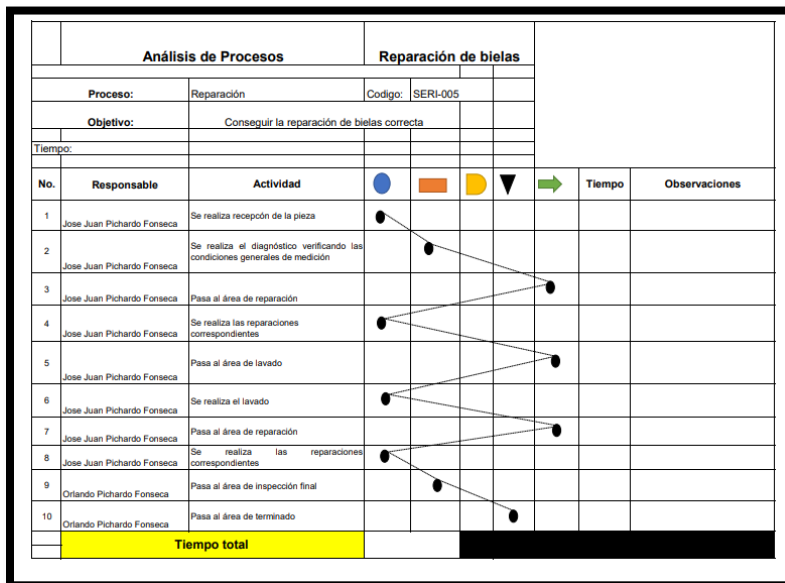 Análisis de Procesos
Reparación de bielas
Proceso:
Reparación
Codigo:
SERI-005
Objetivo:
Conseguir la reparación de bielas correcta
Tiempo:
No.
Responsable
Actividad
Tiempo
Observaciones
1
Jose Juan Pichardo Fonseca
Se realiza recepción de la pieza
2
Jose Juan Pichardo Fonseca
Se realiza el diagnóstico verificando las
condiciones generales de medición
3
Jose Juan Pichardo Fonseca
Pasa al área de reparación
4
Jose Juan Pichardo Fonseca
Se realiza las reparaciones
correspondientes
5
Jose Juan Pichardo Fonseca
Pasa al área de lavado
6
Jose Juan Pichardo Fonseca
Se realiza el lavado
7
Jose Juan Pichardo Fonseca
Pasa al área de reparación
8
Jose Juan Pichardo Fonseca
Se realiza las reparaciones
correspondientes
9
Orlando Pichardo Fonseca
Pasa al área de inspección final
10
Orlando Pichardo Fonseca
Pasa al área de terminado
Tiempo total